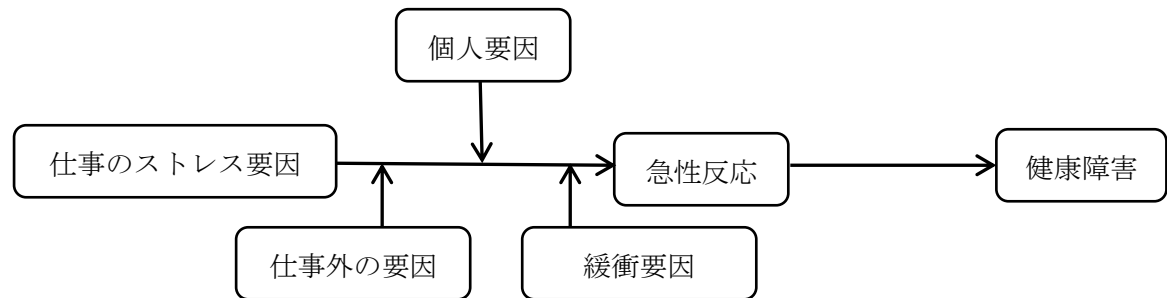 個人要因
仕事のストレス要因
急性反応
健康障害
仕事外の要因
緩衝要因